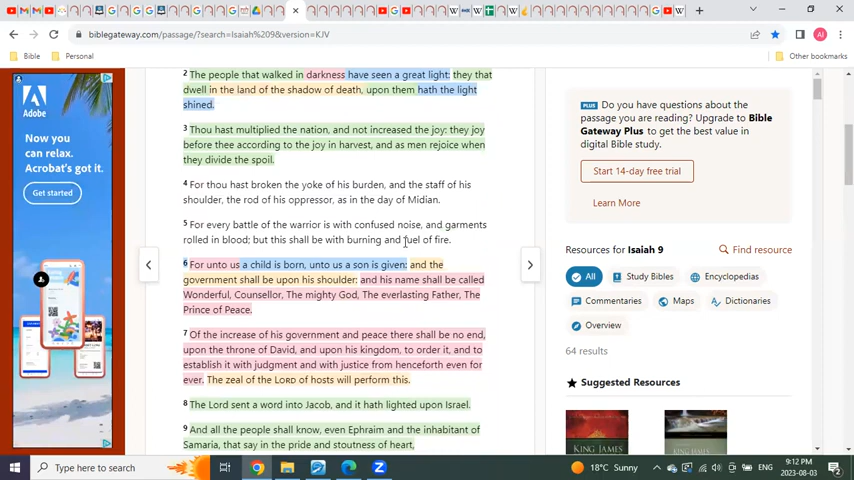 biblegateway.com/passage/?search=Isaiah%209&version=KJV
Bible
Personal
Other bookmarks
2 The people that walked in darkness have seen a great light: they that
dwell in the land of the shadow of death, upon them hath the light
shined.
3 Thou hast multiplied the nation, and not increased the joy: they joy
before thee according to the joy in harvest, and as men rejoice when
they divide the spoil.
4 For thou hast broken the yoke of his burden, and the staff of his
shoulder, the rod of his oppressor, as in the day of Midian.
5 For every battle of the warrior is with confused noise, and garments
rolled in blood; but this shall be with burning and fuel of fire.
6 For unto us a child is born, unto us a son is given: and the
government shall be upon his shoulder: and his name shall be called
Wonderful, Counsellor, The mighty God, The everlasting Father, The
Prince of Peace.
7 Of the increase of his government and peace there shall be no end,
upon the throne of David, and upon his kingdom, to order it, and to
establish it with judgment and with justice from henceforth even for
ever. The zeal of the LORD of hosts will perform this.
8 The Lord sent a word into Jacob, and it hath lighted upon Israel.
9 And all the people shall know, even Ephraim and the inhabitant of
Samaria, that say in the pride and stoutness of heart,
Adobe
Now you
can relax.
Acrobat's got it.
Get started
PLUS Do you have questions about the
passage you are reading? Upgrade to Bible
Gateway Plus to get the best value in
digital Bible study.
Start 14-day free trial
Learn More
Resources for Isaiah 9
Find resource
All
Study Bibles
Encyclopedias
Commentaries
Maps
Dictionaries
Overview
64 results
Suggested Resources
KING JAMES
Type here to search
18°C Sunny
ENG
9:12 PM
2023-08-03
2